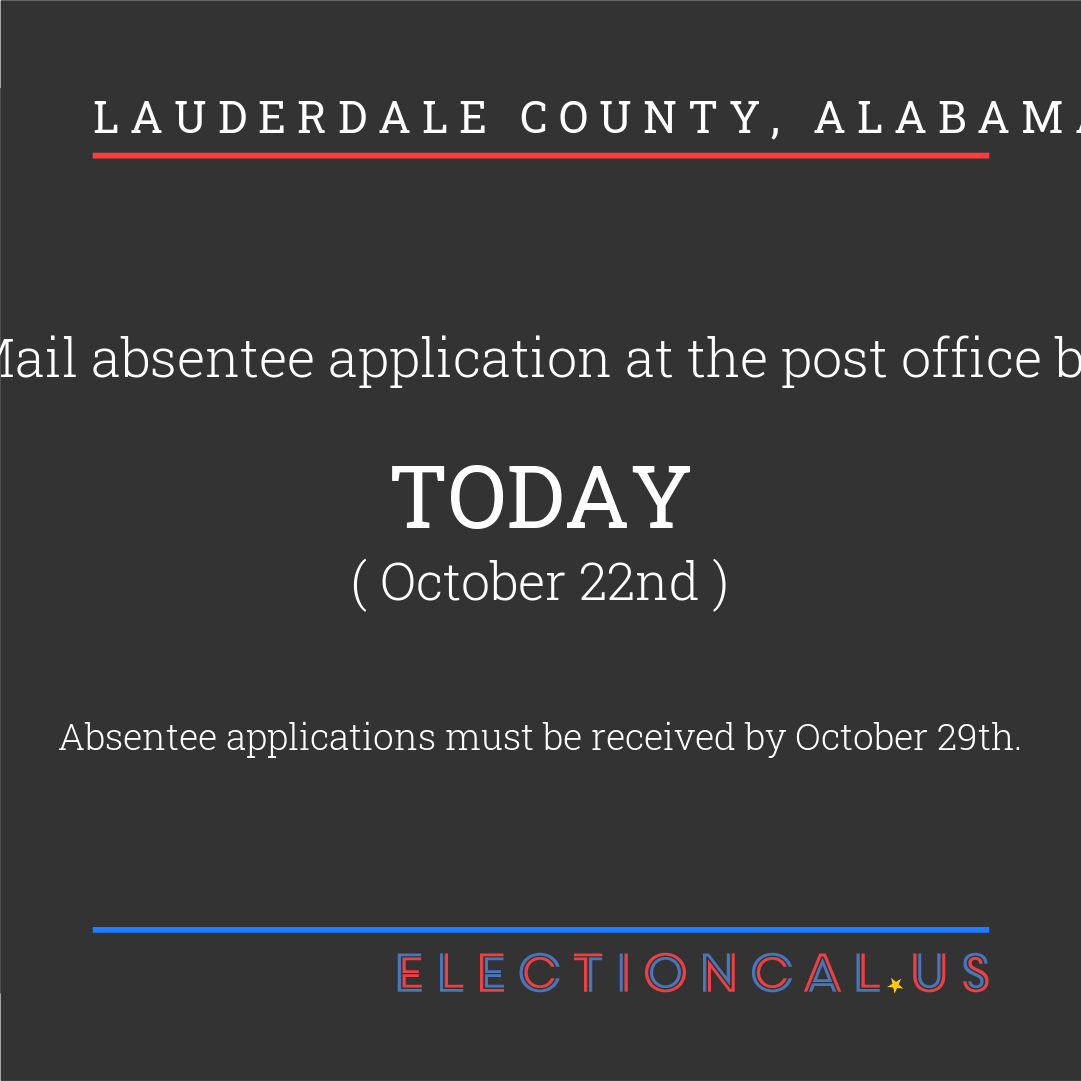 LAUDERDALE COUNTY, ALABAMA
Mail absentee application at the post office b
TODAY
( October 22nd )
Absentee applications must be received by October 29th.
ELECTIONCAL.US